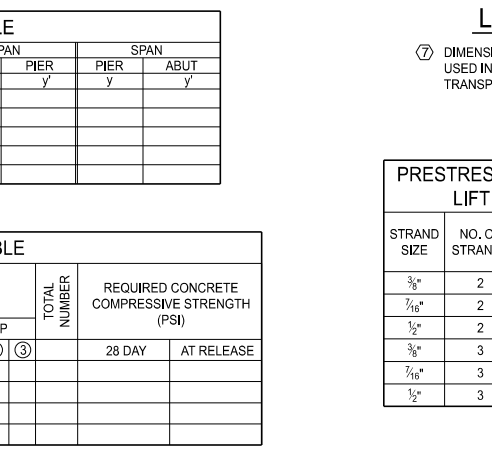 LE
PAN SPAN
PIER PIER ABUT
y' y y'
BLE
TOTAL NUMBER
REQUIRED CONCRETE
COMPRESSIVE STRENGTH
(PSI)
P
③ 28 DAY AT RELEASE
L
⑦ DIMENS
USED IN
TRANSP
PRESTRES
LIFT
STRAND NO. O
SIZE STRAN
⅜" 2
7⁄16" 2
½" 2
⅜" 3
7⁄16" 3
½" 3